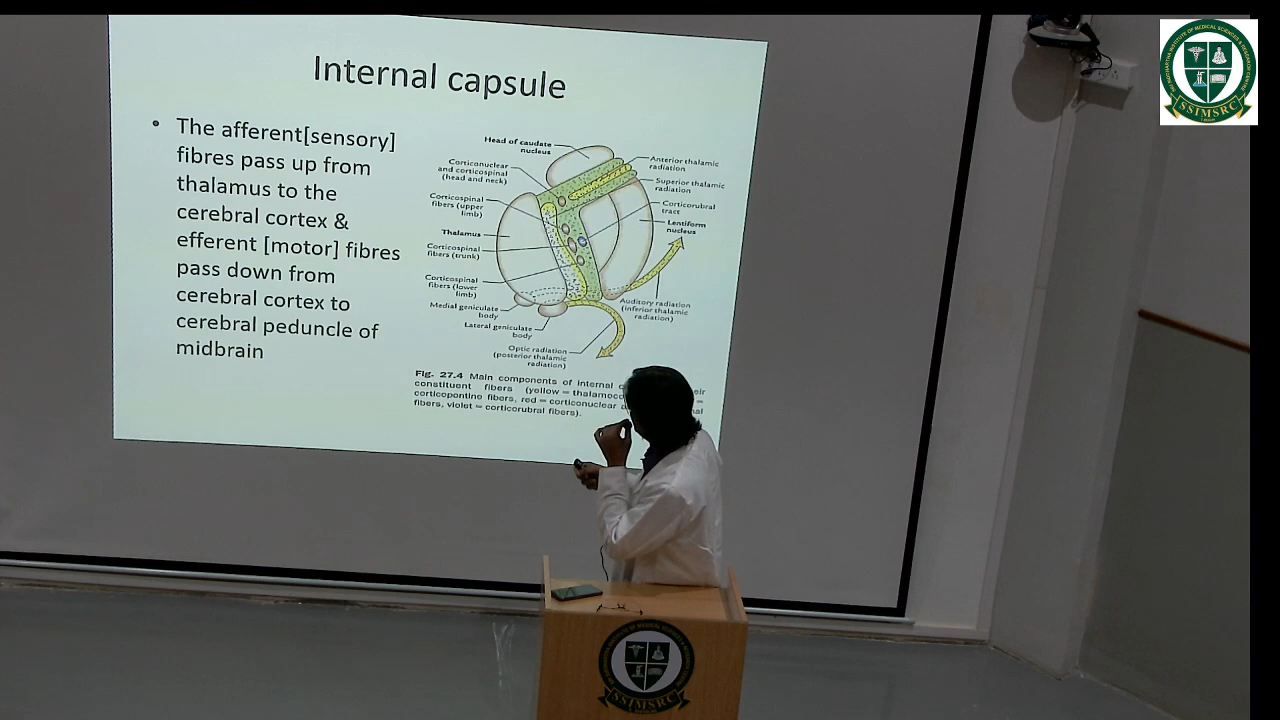 Internal capsule
• The afferent[sensory]
fibres pass up from
thalamus to the
cerebral cortex &
efferent [motor] fibres
pass down from
cerebral cortex to
cerebral peduncle of
midbrain
Head of caudate
nucleus
Corticonuclear
and corticospinal
(head and neck)
Corticospinal
fibers (upper
limb)
Thalamus
Corticospinal
fibers (trunk)
Corticospinal
fibers (lower
limb)
Medial geniculate
body
Lateral geniculate
body
Optic radiation
(posterior thalamic
radiation)
Anterior thalamic
radiation
Superior thalamic
radiation
Corticorubral
tract
Lentiform
nucleus
Auditory radiation
(inferior thalamic
radiation)
Fig. 27.4 Main components of internal
constituent fibers (yellow = 
corticopontine fibers, red = corticonuclear
fibers, violet = corticorubral fibers).
SSIMSRC
SSIMSRC